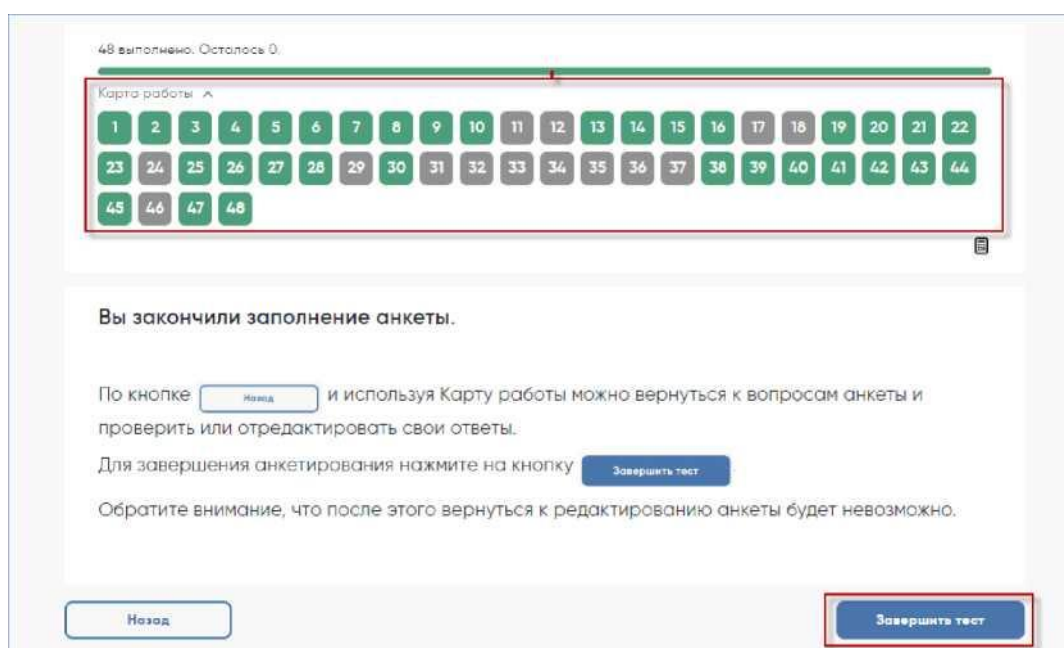 48 выполнено. Осталось 0.
Карта работы
1 2 3 4 5 6 7 8 9 10 11 12 13 14 15 16 17 18 19 20 21 22
23 24 25 26 27 28 29 30 31 32 33 34 35 36 37 38 39 40 41 42 43 44
45 46 47 48
Вы закончили заполнение анкеты.
По кнопке Назад и используя Карту работы можно вернуться к вопросам анкеты и
проверить или отредактировать свои ответы.
Для завершения анкетирования нажмите на кнопку Завершить тест
Обратите внимание, что после этого вернуться к редактированию анкеты будет невозможно.
Назад Завершить тест